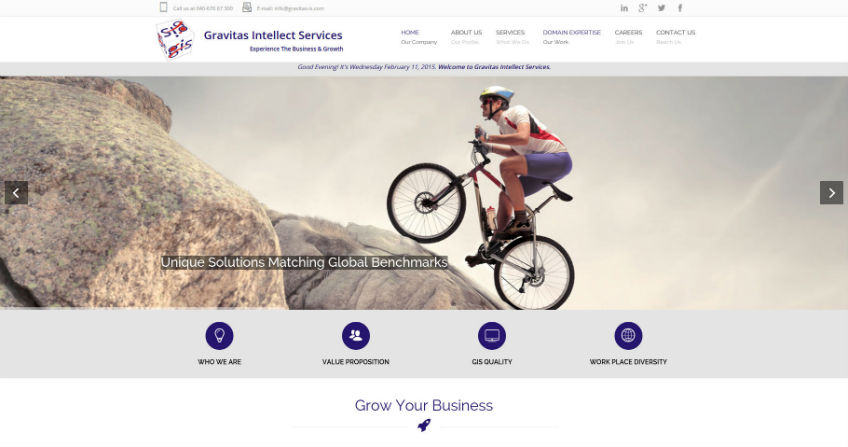 Call us at 040 670 67 300 E-mail: info@gravitas-is.com
Gravitas Intellect Services
Experience The Business & Growth
HOME ABOUT US SERVICES DOMAIN EXPERTISE CAREERS CONTACT US
Our Company Our Profile What We Do Our Work Join Us Reach Us
Good Evening! It's Wednesday February 11, 2015. Welcome to Gravitas Intellect Services.
Unique Solutions Matching Global Benchmarks
WHO WE ARE VALUE PROPOSITION GIS QUALITY WORK PLACE DIVERSITY
Grow Your Business